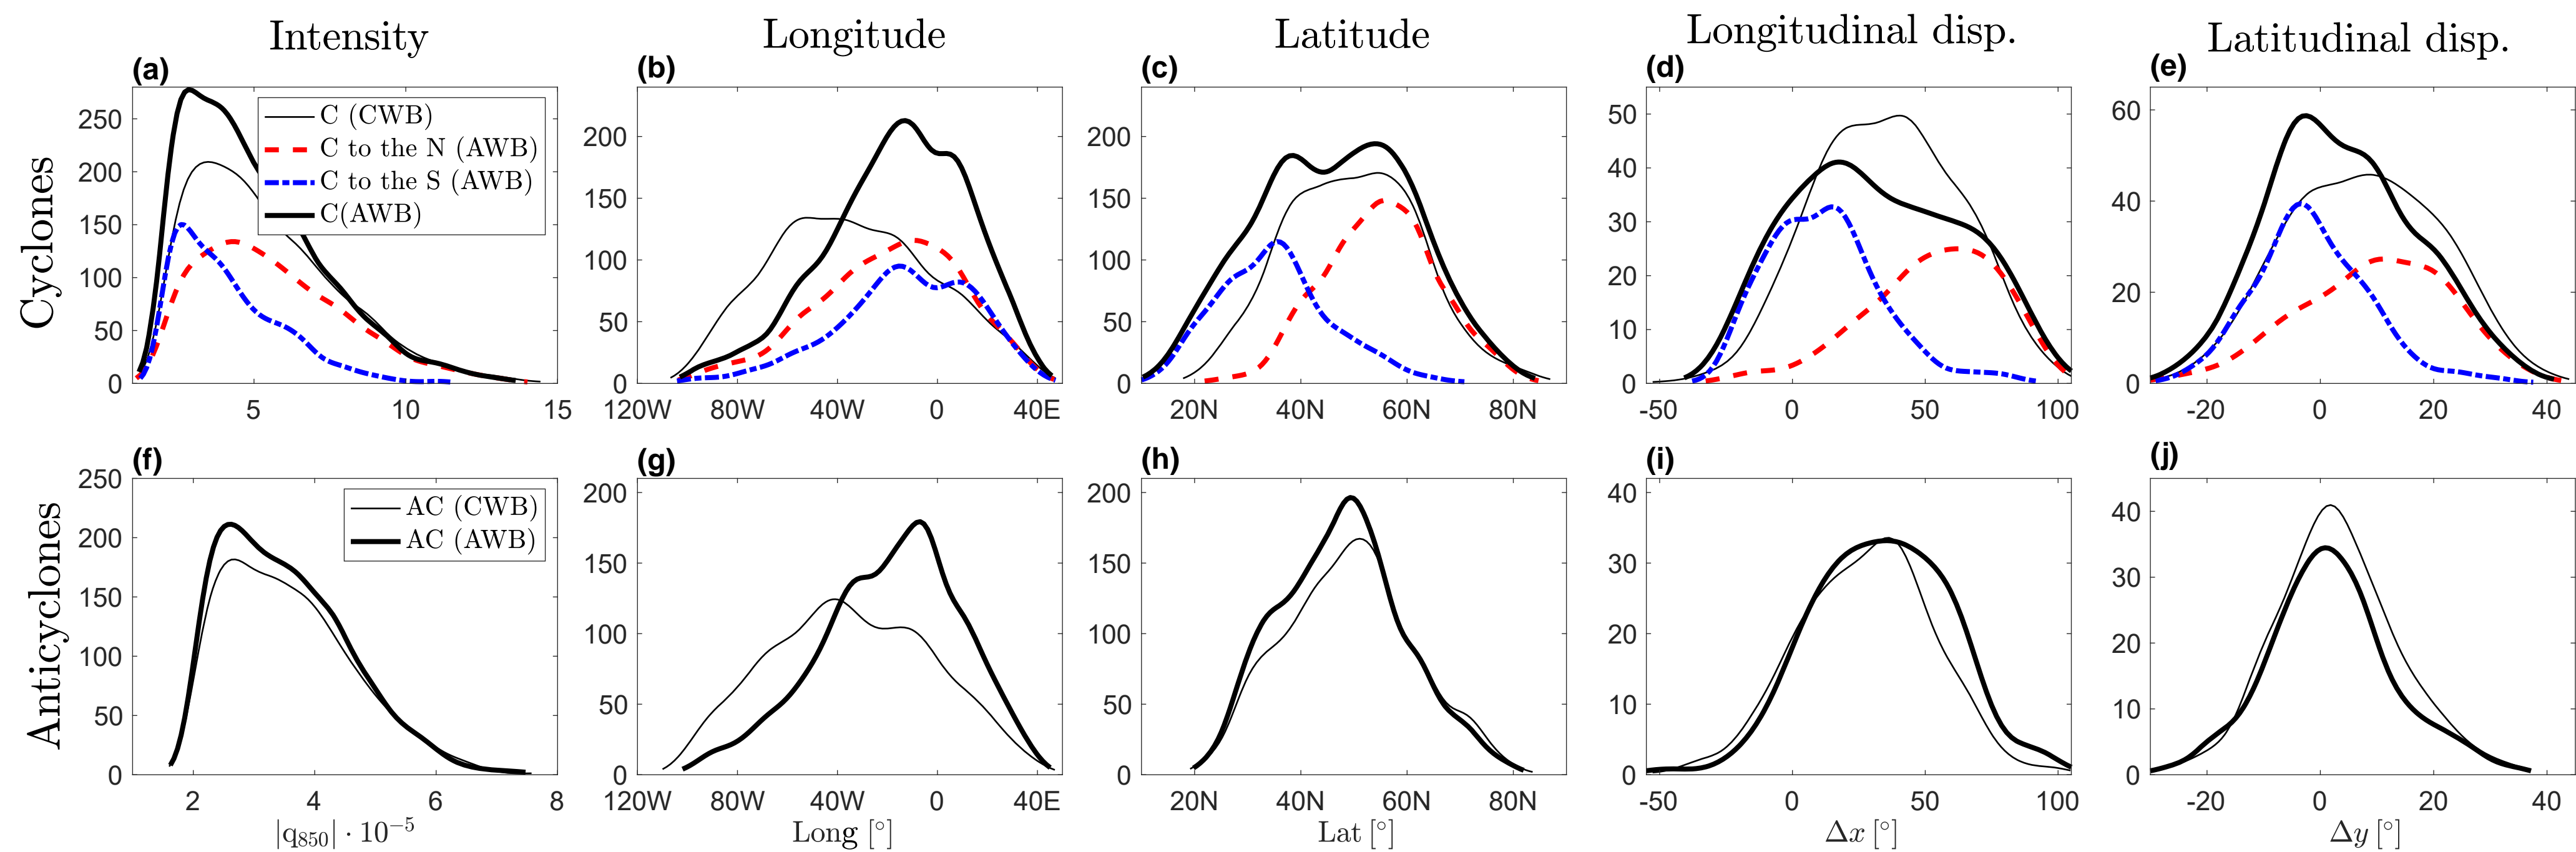 Intensity
Longitude
Latitude
Longitudinal disp.
Latitudinal disp.
Cyclones
(a)
250
200
150
100
50
0
5
10
15
C (CWB)
C to the N (AWB)
C to the S (AWB)
C(AWB)
(b)
200
150
100
50
0
120W
80W
40W
0
40E
(c)
200
150
100
50
0
20N
40N
60N
80N
(d)
50
40
30
20
10
0
-50
0
50
100
(e)
60
40
20
0
-20
0
20
40
Anticyclones
(f)
250
200
150
100
50
0
2
4
6
8
AC (CWB)
AC (AWB)
|q₈₅₀| · 10⁻⁵
(g)
200
150
100
50
0
120W
80W
40W
0
40E
Long [°]
(h)
200
150
100
50
0
20N
40N
60N
80N
Lat [°]
(i)
40
30
20
10
0
-50
0
50
100
Δx [°]
(j)
40
30
20
10
0
-20
0
20
40
Δy [°]